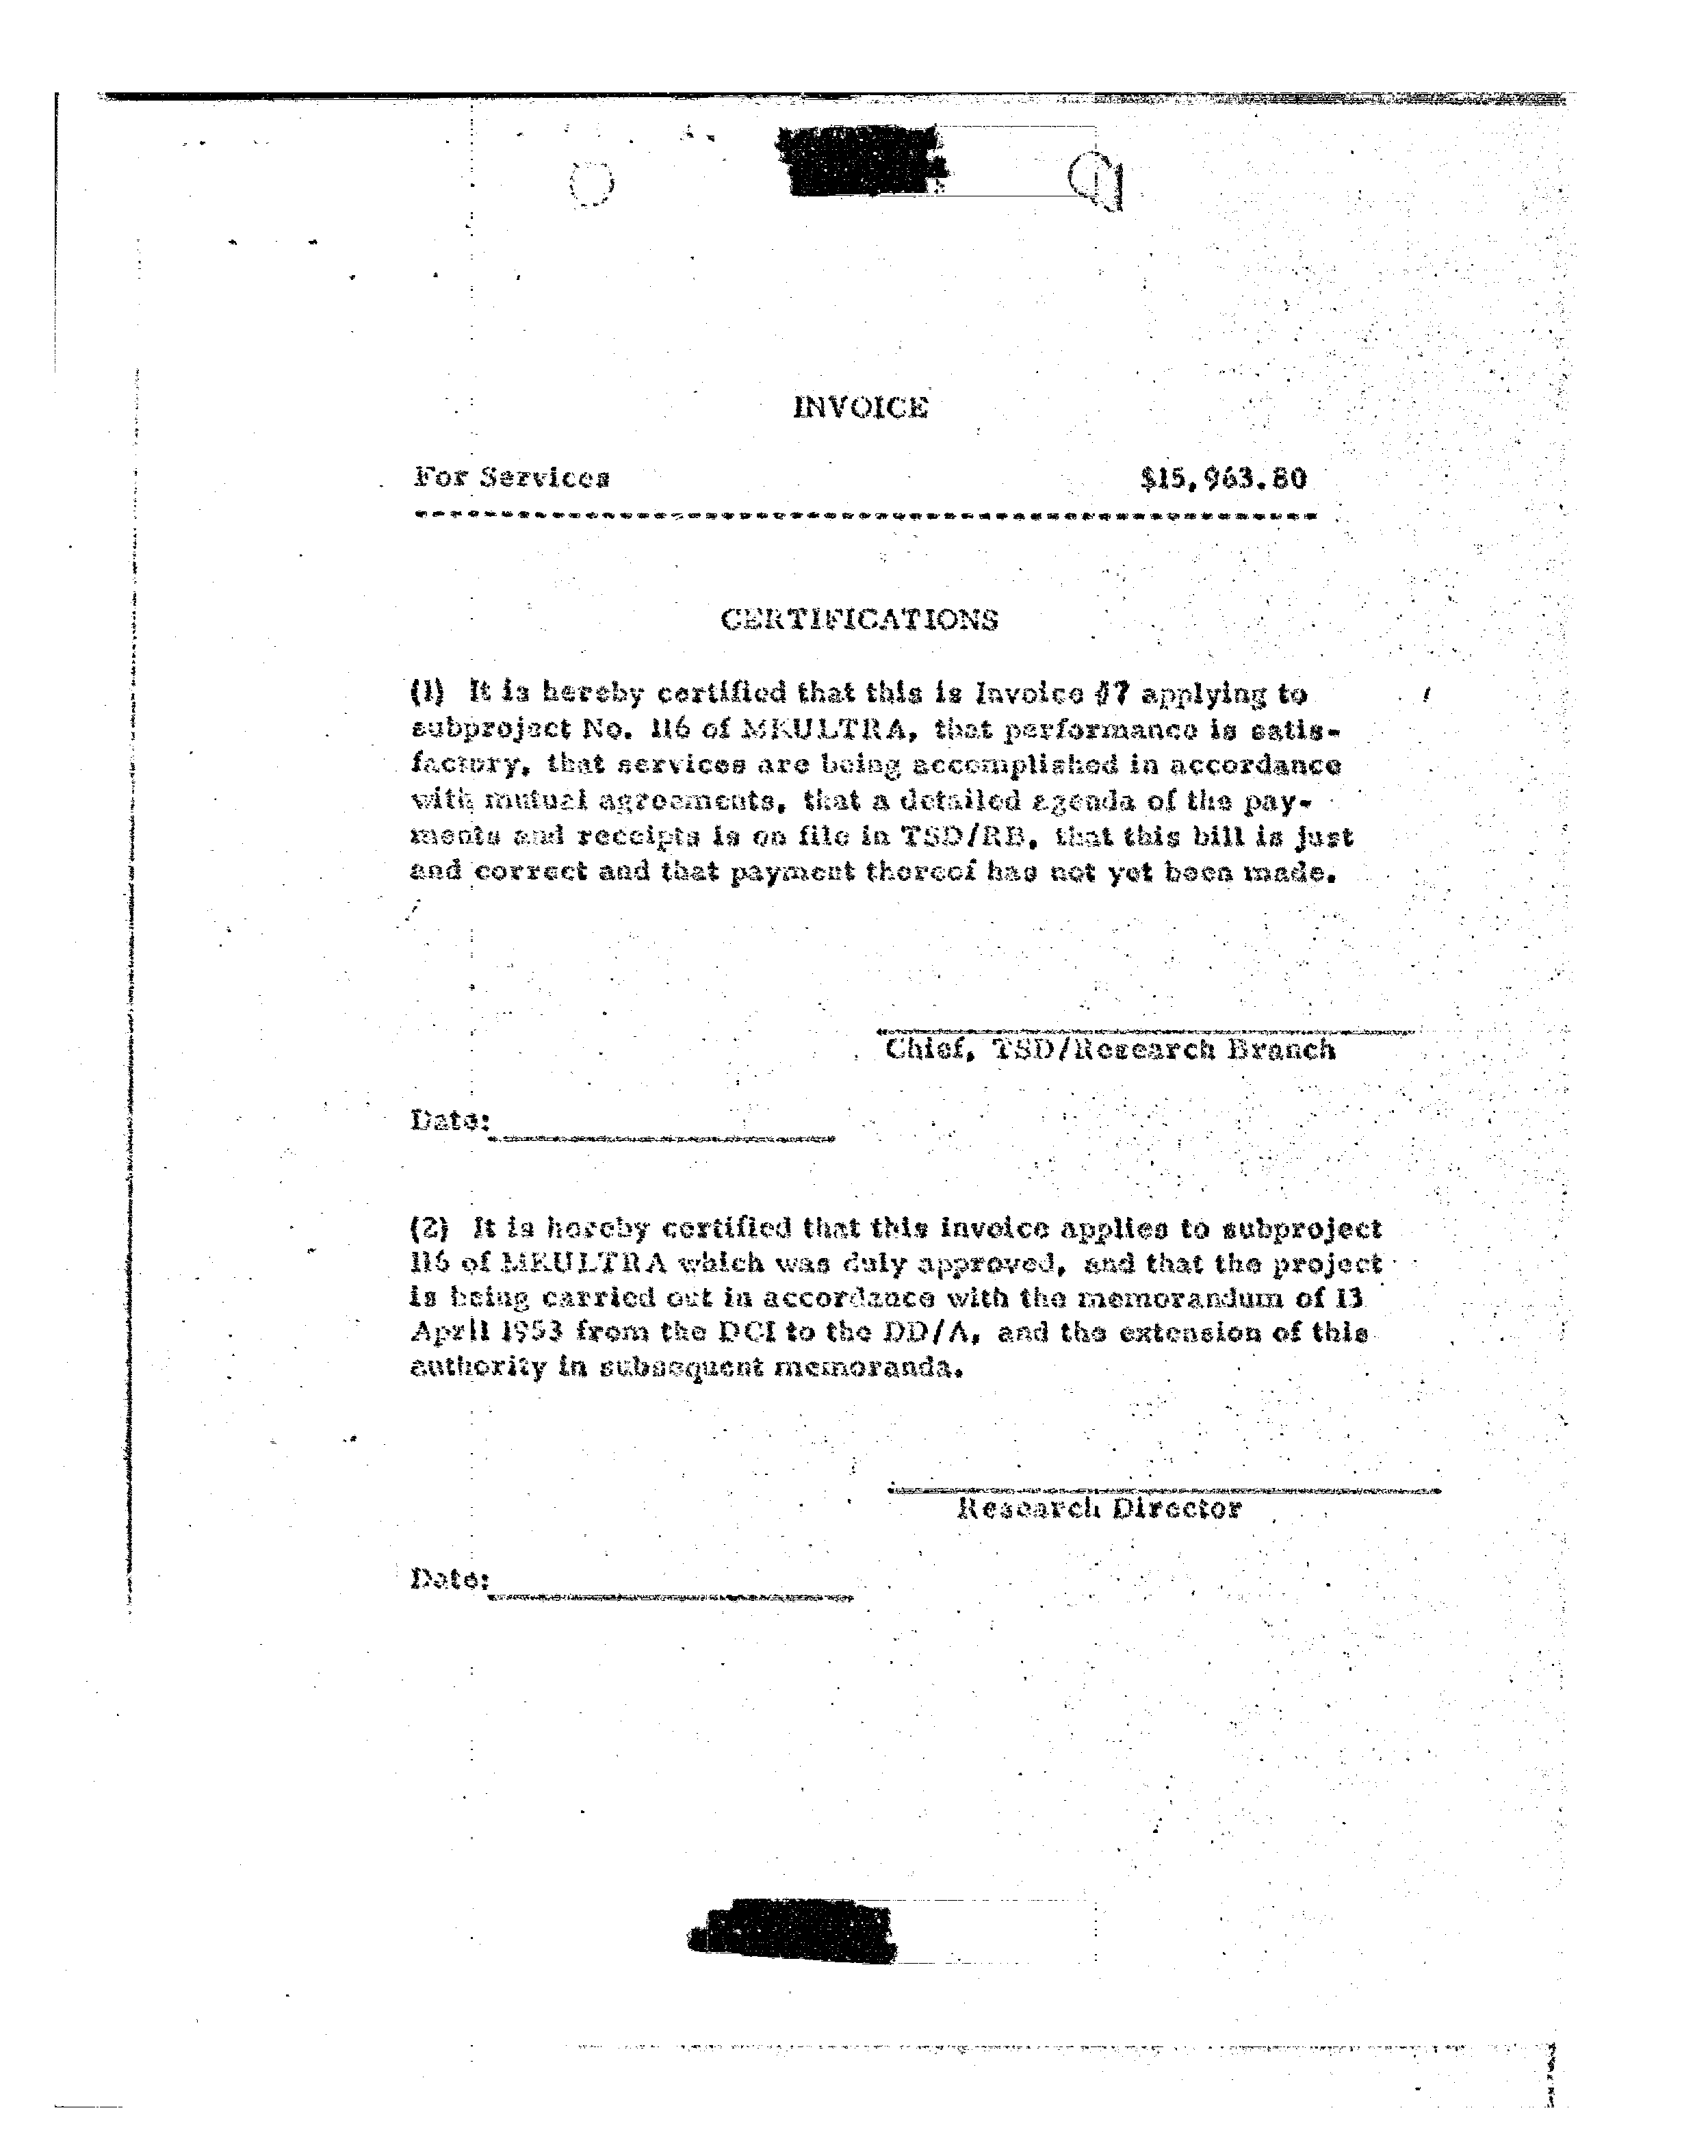 INVOICE
For Services $15,963.80
CERTIFICATIONS
(1) It is hereby certified that this is Invoice #7 applying to
subproject No. 116 of MKULTRA, that performance is satis-
factory, that services are being accomplished in accordance
with mutual agreements, that a detailed agenda of the pay-
ments and receipts is on file in TSD/RB, that this bill is just
and correct and that payment thereof has not yet been made.
Chief, TSD/Research Branch
Date:
(2) It is hereby certified that this invoice applies to subproject
116 of MKULTRA which was duly approved, and that the project
is being carried out in accordance with the memorandum of 13
April 1953 from the DCI to the DD/A, and the extension of this
authority in subsequent memoranda.
Research Director
Date: